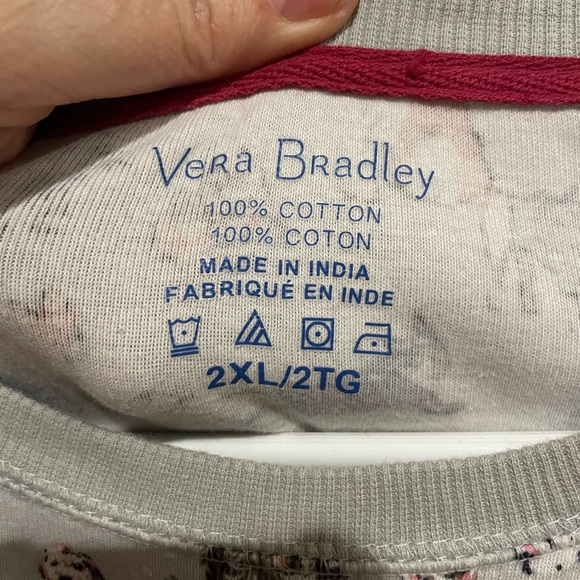 Vera Bradley
100% COTTON
100% COTON
MADE IN INDIA
FABRIQUÉ EN INDE
2XL/2TG